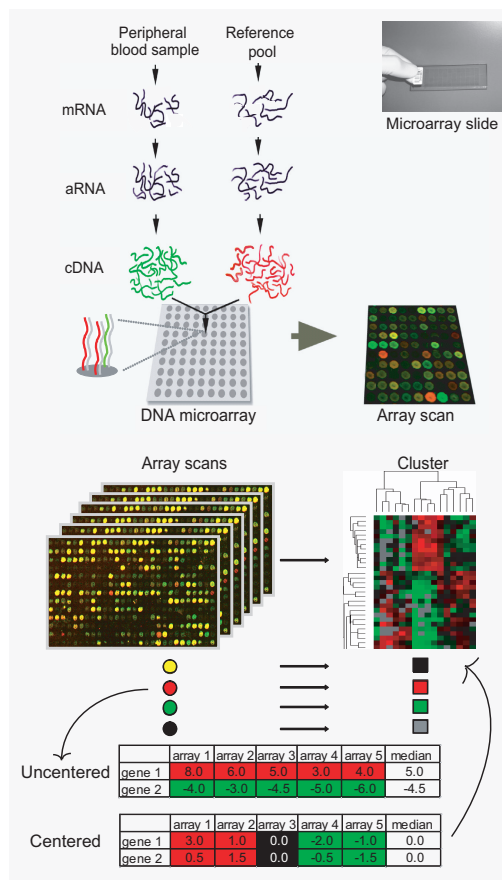 Peripheral
blood sample
Reference
pool
Microarray slide
mRNA
aRNA
cDNA
DNA microarray
Array scan
Array scans
Cluster
array 1 array 2 array 3 array 4 array 5 median
Uncentered
gene 1 8.0 6.0 5.0 3.0 4.0 5.0
gene 2 -4.0 -3.0 -4.5 -5.0 -6.0 -4.5
array 1 array 2 array 3 array 4 array 5 median
Centered
gene 1 3.0 1.0 0.0 -2.0 -1.0 0.0
gene 2 0.5 1.5 0.0 -0.5 -1.5 0.0